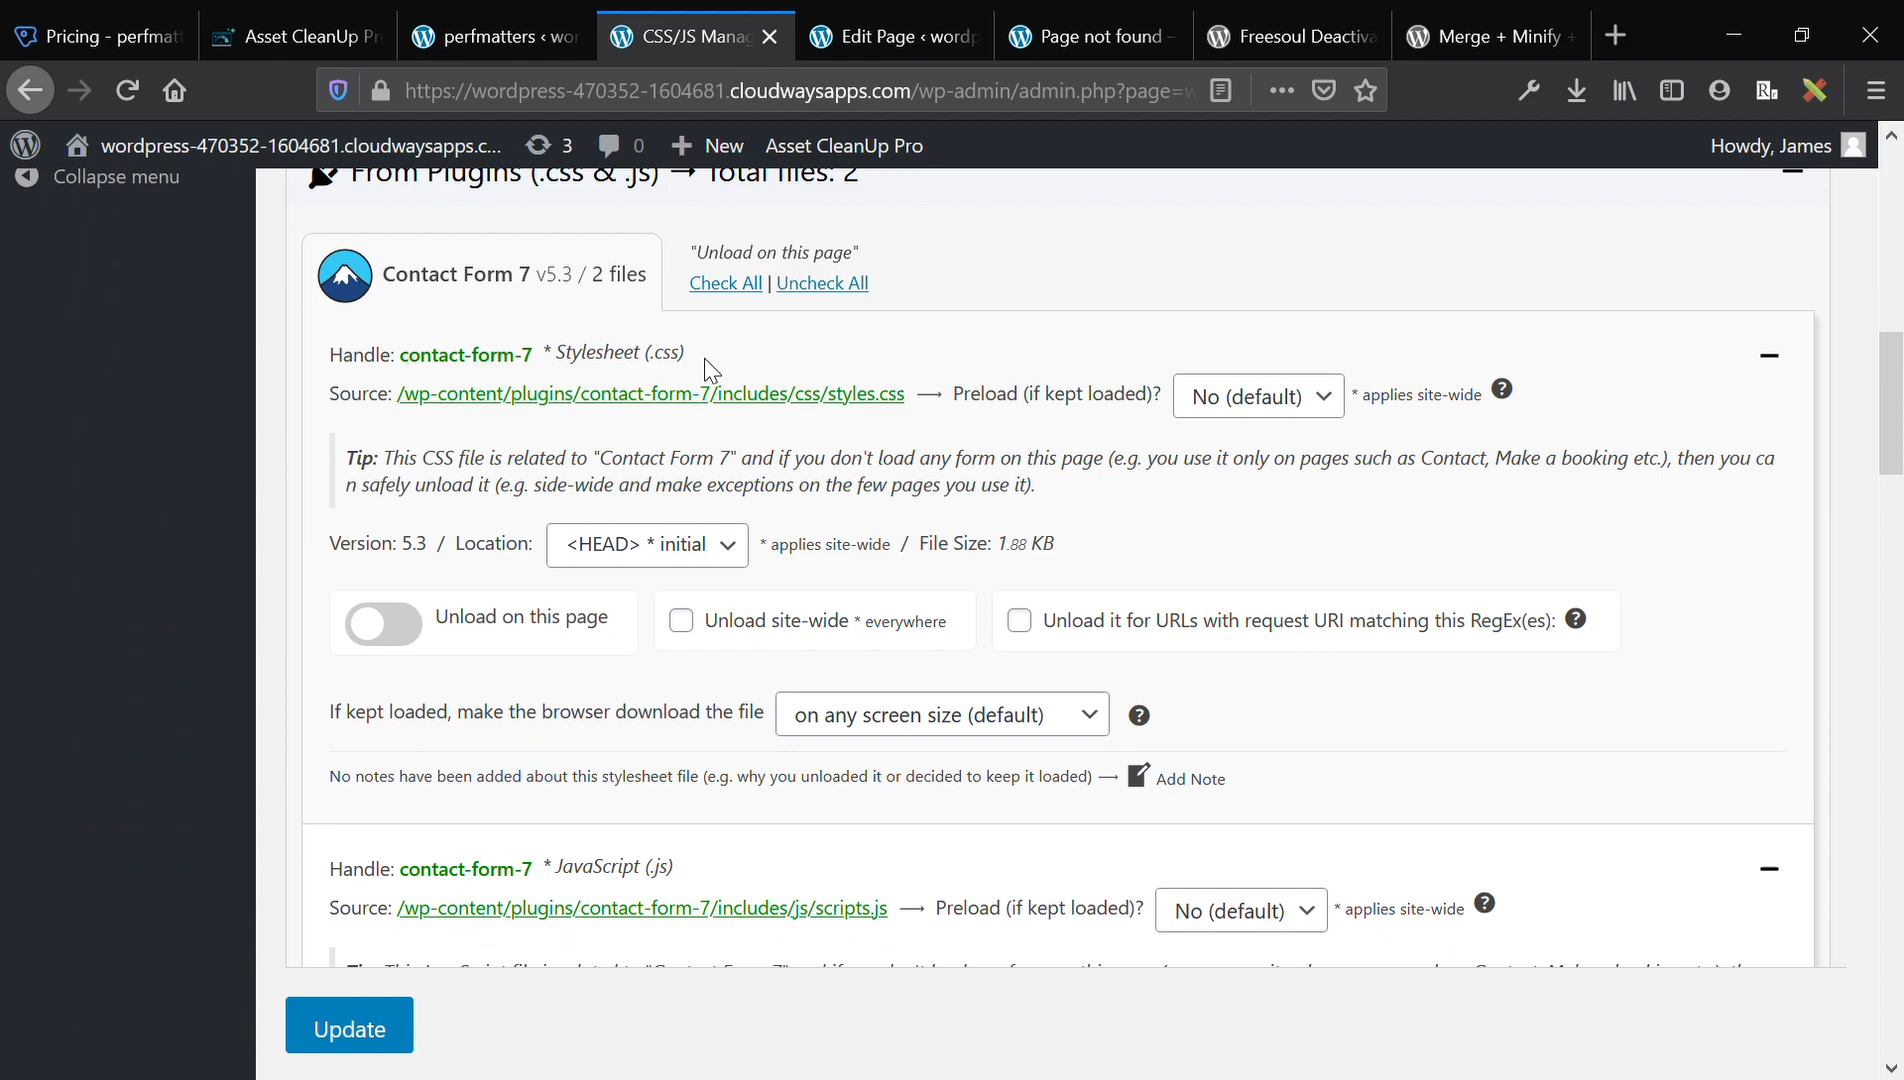 Pricing - perfmatt
Asset CleanUp Pr
perfmatters < wor
CSS/JS Manag
Edit Page < wordp
Page not found -
Freesoul Deactiva
Merge + Minify +
https://wordpress-470352-1604681.cloudwaysapps.com/wp-admin/admin.php?page=w
wordpress-470352-1604681.cloudwaysapps.c... 3 0 New Asset CleanUp Pro
Howdy, James
Collapse menu
From Plugins (.css & .js) → Total files: 2
Contact Form 7 v5.3 / 2 files
"Unload on this page"
Check All | Uncheck All
Handle: contact-form-7 * Stylesheet (.css)
Source: /wp-content/plugins/contact-form-7/includes/css/styles.css → Preload (if kept loaded)? No (default) * applies site-wide ?
Tip: This CSS file is related to "Contact Form 7" and if you don't load any form on this page (e.g. you use it only on pages such as Contact, Make a booking etc.), then you ca
n safely unload it (e.g. side-wide and make exceptions on the few pages you use it).
Version: 5.3 / Location: <HEAD> * initial * applies site-wide / File Size: 1.88 KB
Unload on this page
Unload site-wide * everywhere
Unload it for URLs with request URI matching this RegEx(es): ?
If kept loaded, make the browser download the file on any screen size (default) ?
No notes have been added about this stylesheet file (e.g. why you unloaded it or decided to keep it loaded) → Add Note
Handle: contact-form-7 * JavaScript (.js)
Source: /wp-content/plugins/contact-form-7/includes/js/scripts.js → Preload (if kept loaded)? No (default) * applies site-wide ?
Update